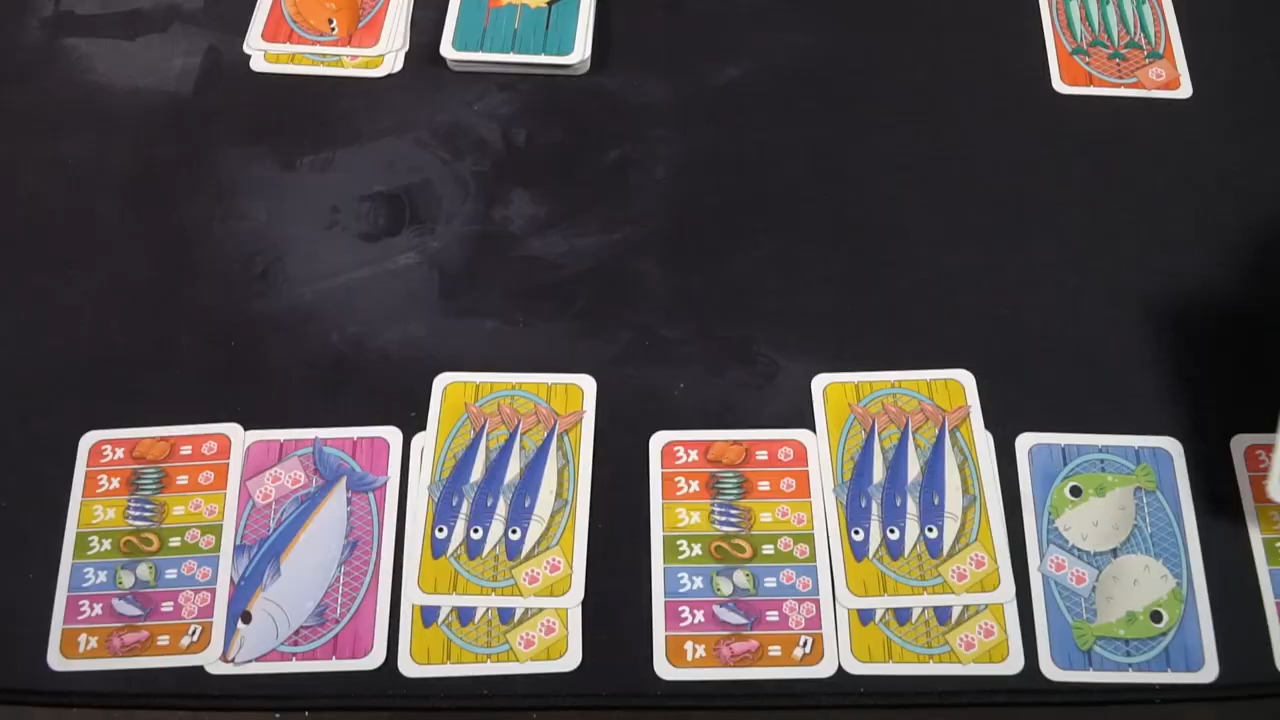 3x =
3x =
3x =
3x =
3x =
3x =
1x =
3x =
3x =
3x =
3x =
3x =
3x =
1x =